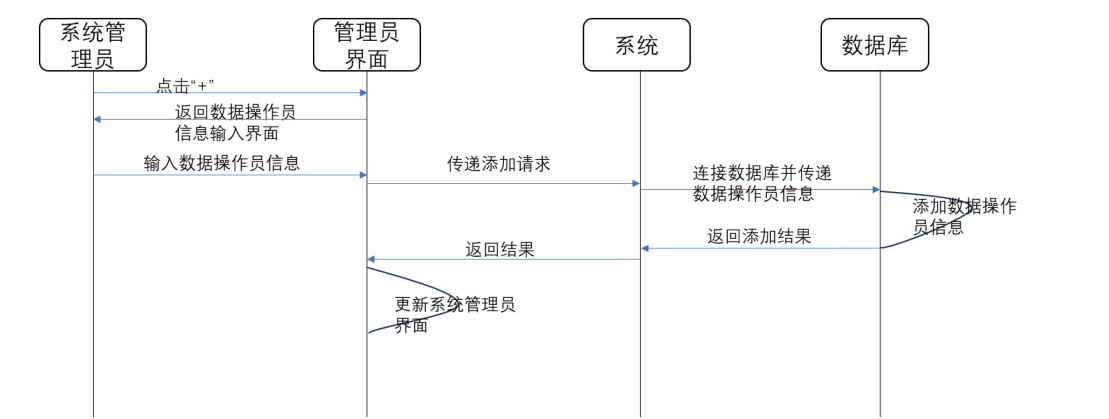 系统管
理员
管理员
界面
系统
数据库
点击“+”
返回数据操作员
信息输入界面
输入数据操作员信息
传递添加请求
连接数据库并传递
数据操作员信息
添加数据操作
员信息
返回添加结果
返回结果
更新系统管理员
界面